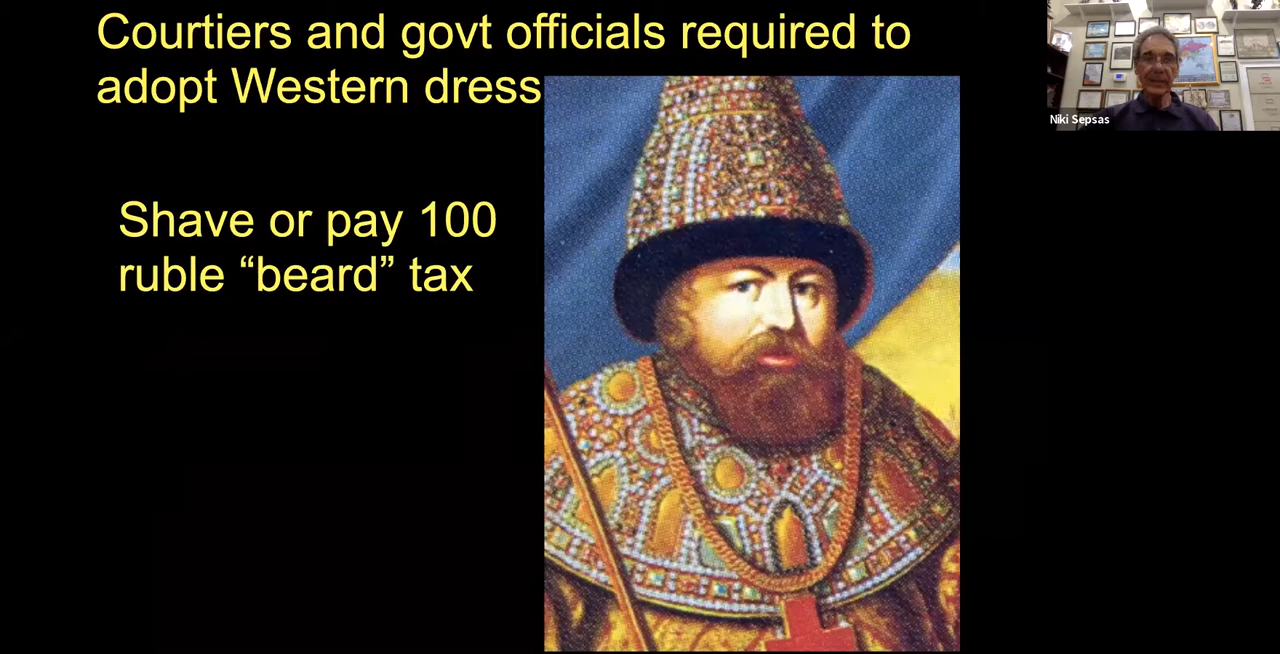 Courtiers and govt officials required to
adopt Western dress
Shave or pay 100
ruble “beard” tax
Niki Sepsas